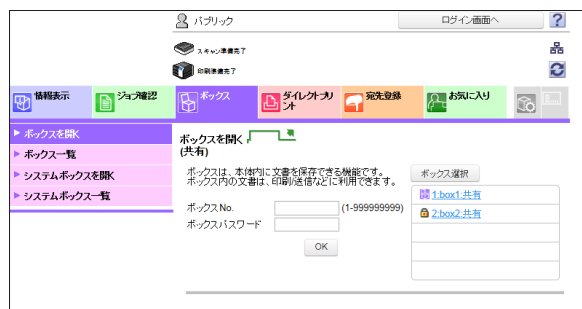 パブリック
ログイン画面へ
?
スキャン準備完了
印刷準備完了
情報表示
ジョブ確認
ボックス
ダイレクトプリ
ント
宛先登録
お気に入り
ボックスを開く
ボックス一覧
システムボックスを開く
システムボックス一覧
ボックスを開く
(共有)
ボックスは、本体内に文書を保存できる機能です。
ボックス内の文書は、印刷/送信などに利用できます。
ボックスNo.
(1-999999999)
ボックスパスワード
OK
ボックス選択
1:box1:共有
2:box2:共有